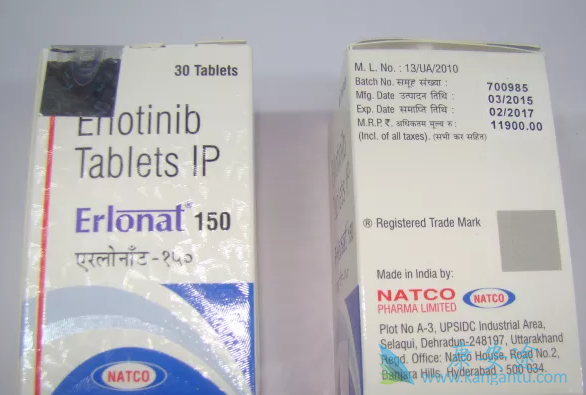 30 Tablets
Erlotinib
Tablets IP
Erlonat 150
एरलोनाँट-१५०
NATCO
M. L. No. : 13/UA/2010
Batch No. समूह संख्या : 700985
Mfg. Date उत्पादन तिथि : 03/2015
Exp. Date समाप्ति तिथि : 02/2017
M.R.P. ₹. अधिकतम मूल्य रु : 11900.00
(Incl. of all taxes). (सभी कर सहित)
® Registered Trade Mark
Made in India by:
NATCO
PHARMA LIMITED
NATCO
Plot No A-3, UPSIDC Industrial Area,
Selaqui, Dehradun-248197, Uttarakhand
Regd. Office: Natco House, Road No.2,
Banjara Hills, Hyderabad - 500 034.
www.kangantu.com